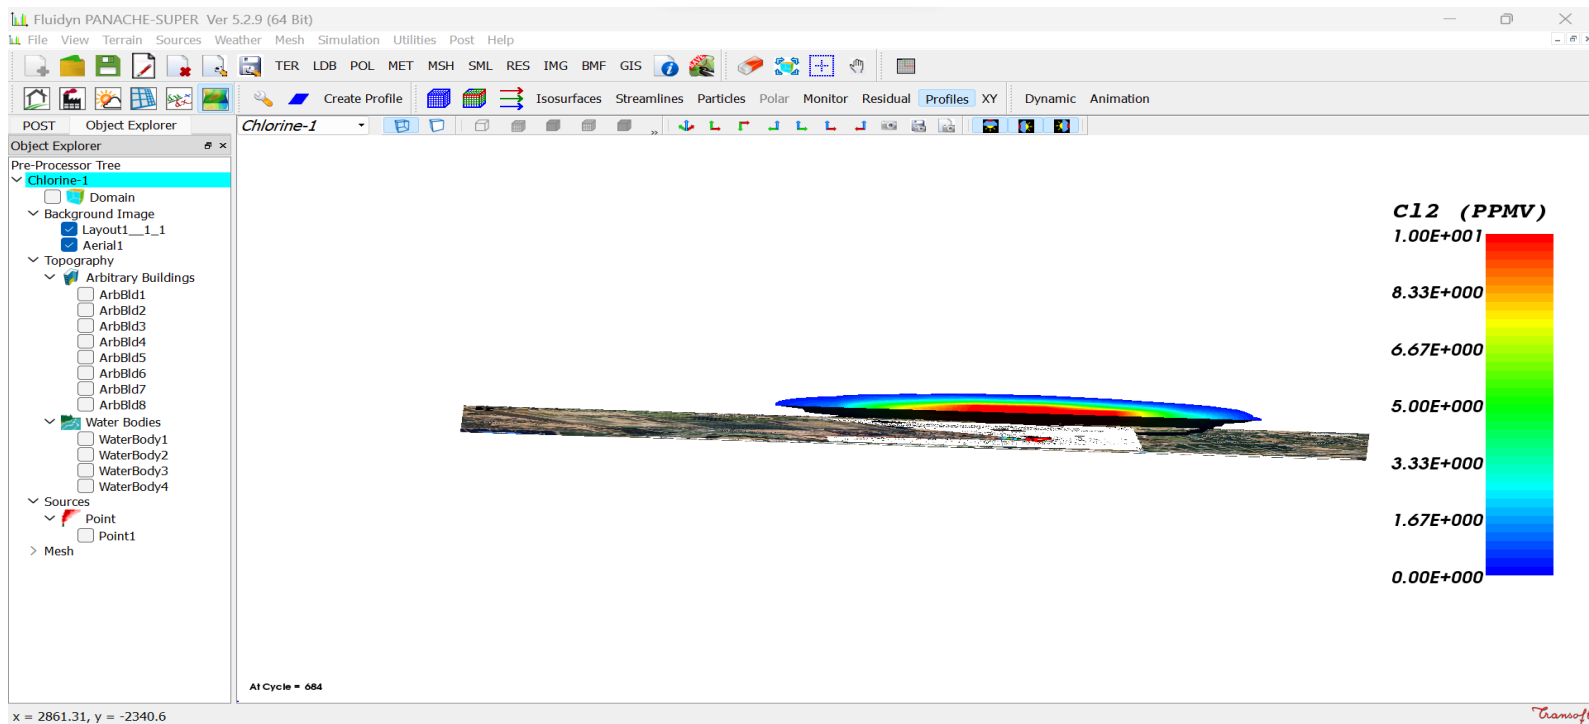 Fluidyn PANACHE-SUPER Ver 5.2.9 (64 Bit)
File View Terrain Sources Weather Mesh Simulation Utilities Post Help
TER LDB POL MET MSH SML RES IMG BMF GIS
Create Profile Isosurfaces Streamlines Particles Polar Monitor Residual Profiles XY Dynamic Animation
POST Object Explorer Chlorine-1
Object Explorer
Pre-Processor Tree
Chlorine-1
Domain
Background Image
Layout1__1_1
Aerial1
Topography
Arbitrary Buildings
ArbBld1
ArbBld2
ArbBld3
ArbBld4
ArbBld5
ArbBld6
ArbBld7
ArbBld8
Water Bodies
WaterBody1
WaterBody2
WaterBody3
WaterBody4
Sources
Point
Point1
Mesh
Cl2 (PPMV)
1.00E+001
8.33E+000
6.67E+000
5.00E+000
3.33E+000
1.67E+000
0.00E+000
At Cycle = 684
x = 2861.31, y = -2340.6